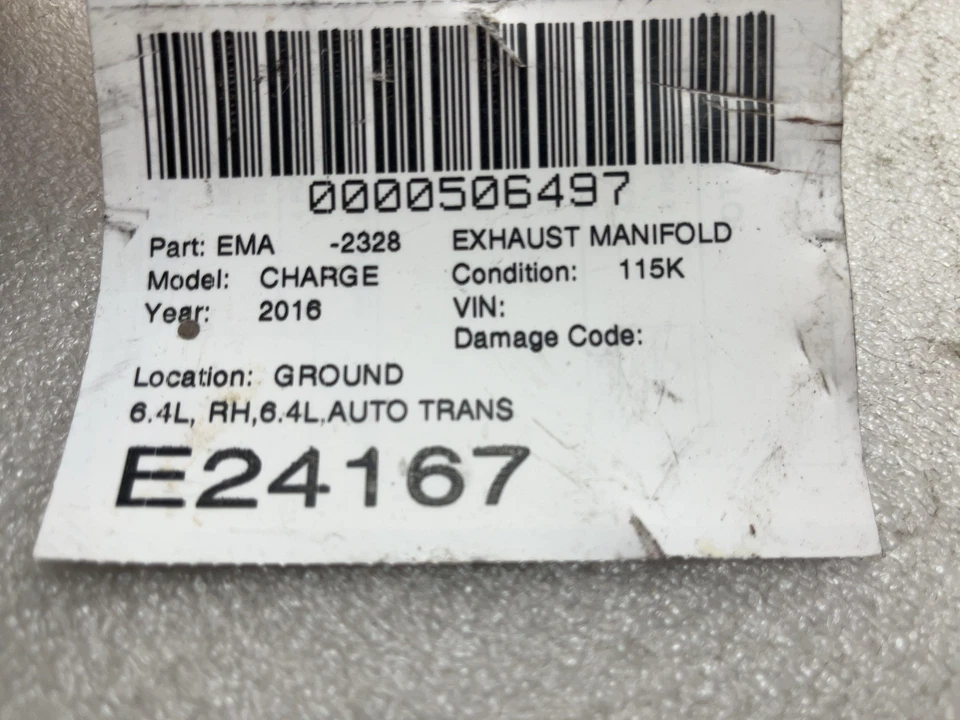 0000506497
Part: EMA -2328 EXHAUST MANIFOLD
Model: CHARGE Condition: 115K
Year: 2016 VIN:
Damage Code:
Location: GROUND
6.4L, RH,6.4L,AUTO TRANS
E24167